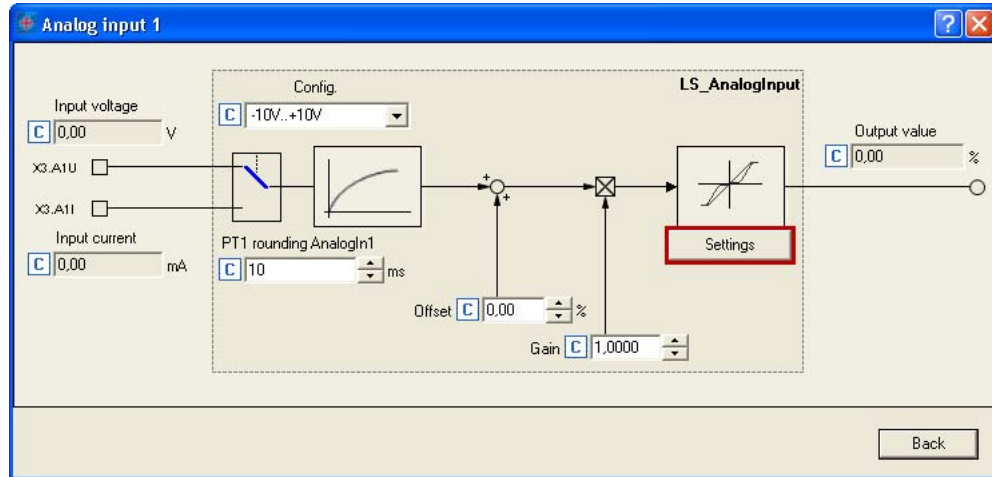 Analog input 1
Config.
LS_AnalogInput
Input voltage
C 0,00 V
C -10V..+10V
Output value
C 0,00 %
X3.A1U
X3.A1I
Input current
C 0,00 mA
PT1 rounding AnalogIn1
C 10 ms
+
+
Settings
Offset C 0,00 %
Gain C 1,0000
Back